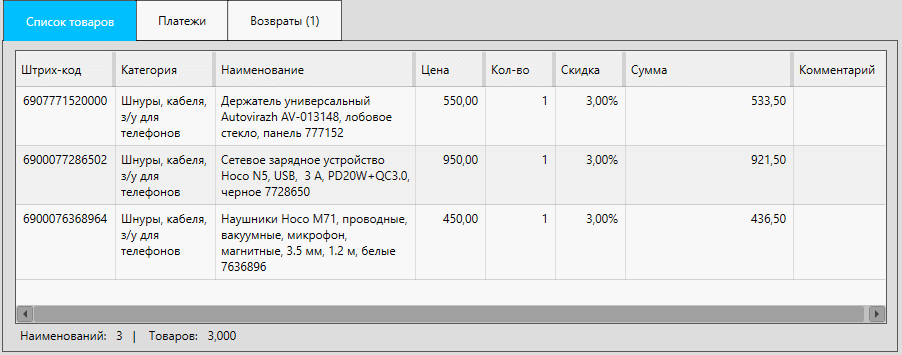 Список товаров Платежи Возвраты (1)
Штрих-код Категория Наименование Цена Кол-во Скидка Сумма Комментарий
6907771520000 Шнуры, кабеля, Держатель универсальный 550,00 1 3,00% 533,50
з/у для Autovirazh AV-013148, лобовое
телефонов стекло, панель 777152
6900077286502 Шнуры, кабеля, Сетевое зарядное устройство 950,00 1 3,00% 921,50
з/у для Hoco N5, USB, 3 А, PD20W+QC3.0,
телефонов черное 7728650
6900076368964 Шнуры, кабеля, Наушники Hoco M71, проводные, 450,00 1 3,00% 436,50
з/у для вакуумные, микрофон,
телефонов магнитные, 3.5 мм, 1.2 м, белые
7636896
Наименований: 3 | Товаров: 3,000